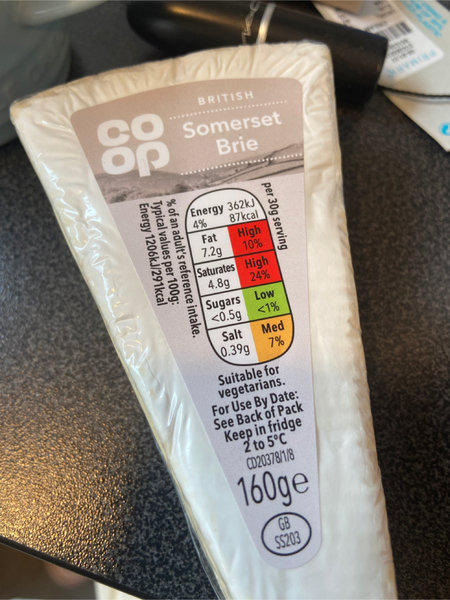 BRITISH
CO
OP
Somerset
Brie
per 30g serving
Energy 362kJ
4% 87kcal
Fat High
7.2g 10%
Saturates High
4.8g 24%
Sugars Low
<0.5g <1%
Salt Med
0.39g 7%
% of an adult's reference intake.
Typical values per 100g:
Energy 1206kJ/291kcal
Suitable for
vegetarians.
For Use By Date:
See Back of Pack
Keep in fridge
2 to 5°C
CD20378/1/8
160g℮
GB
SS203
PRIMARK